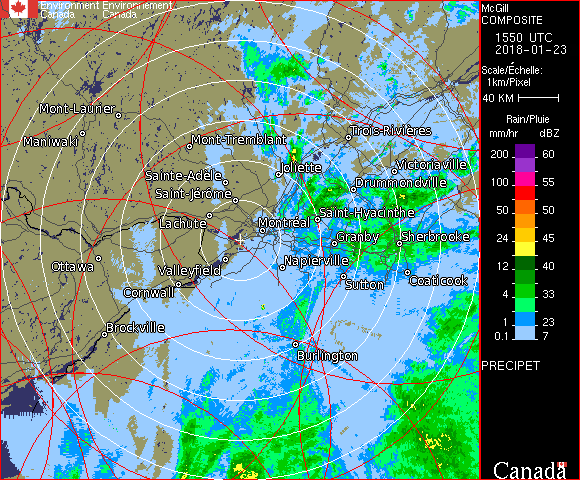 Environment Environnement
Canada Canada
McGill
COMPOSITE
1550 UTC
2018-01-23
Scale/Échelle:
1km/Pixel
40 KM
Rain/Pluie
mm/hr dBZ
200 60
100 55
50 50
24 45
12 40
4 33
1 23
0.1 7
PRECIPET
Canada
Mont-Laurier
Maniwaki
Mont-Tremblant
Trois-Rivières
Joliette
Victoriaville
Sainte-Adèle
Drummondville
Saint-Jérôme
Saint-Hyacinthe
Lachute
Montréal
Granby
Sherbrooke
Ottawa
Valleyfield
Napierville
Cornwall
Sutton
Coaticook
Brockville
Burlington